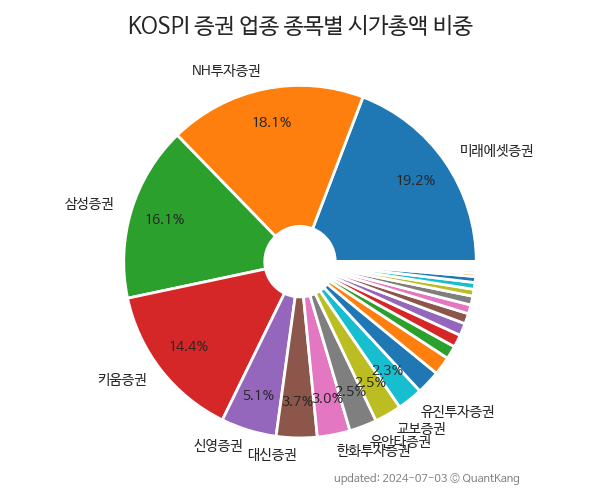 KOSPI 증권 업종 종목별 시가총액 비중
NH투자증권
18.1%
미래에셋증권
19.2%
삼성증권
16.1%
14.4%
키움증권
5.1%
3.7%
3.0%
2.5%
2.5%
2.3%
유진투자증권
교보증권
유안타증권
한화투자증권
신영증권
대신증권
updated: 2024-07-03 ⓒ QuantKang